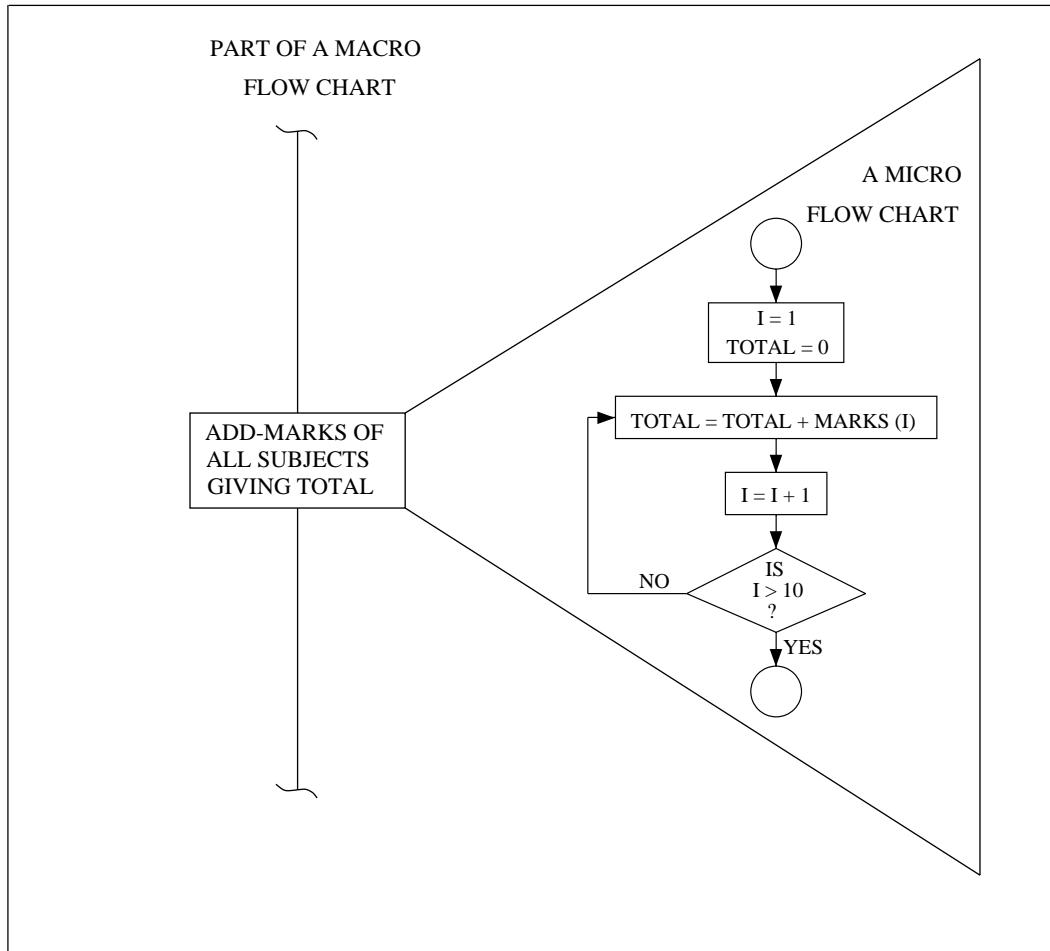 PART OF A MACRO
FLOW CHART
A MICRO
FLOW CHART
I = 1
TOTAL = 0
TOTAL = TOTAL + MARKS (I)
ADD-MARKS OF
ALL SUBJECTS
GIVING TOTAL
I = I + 1
IS
I > 10
?
NO
YES